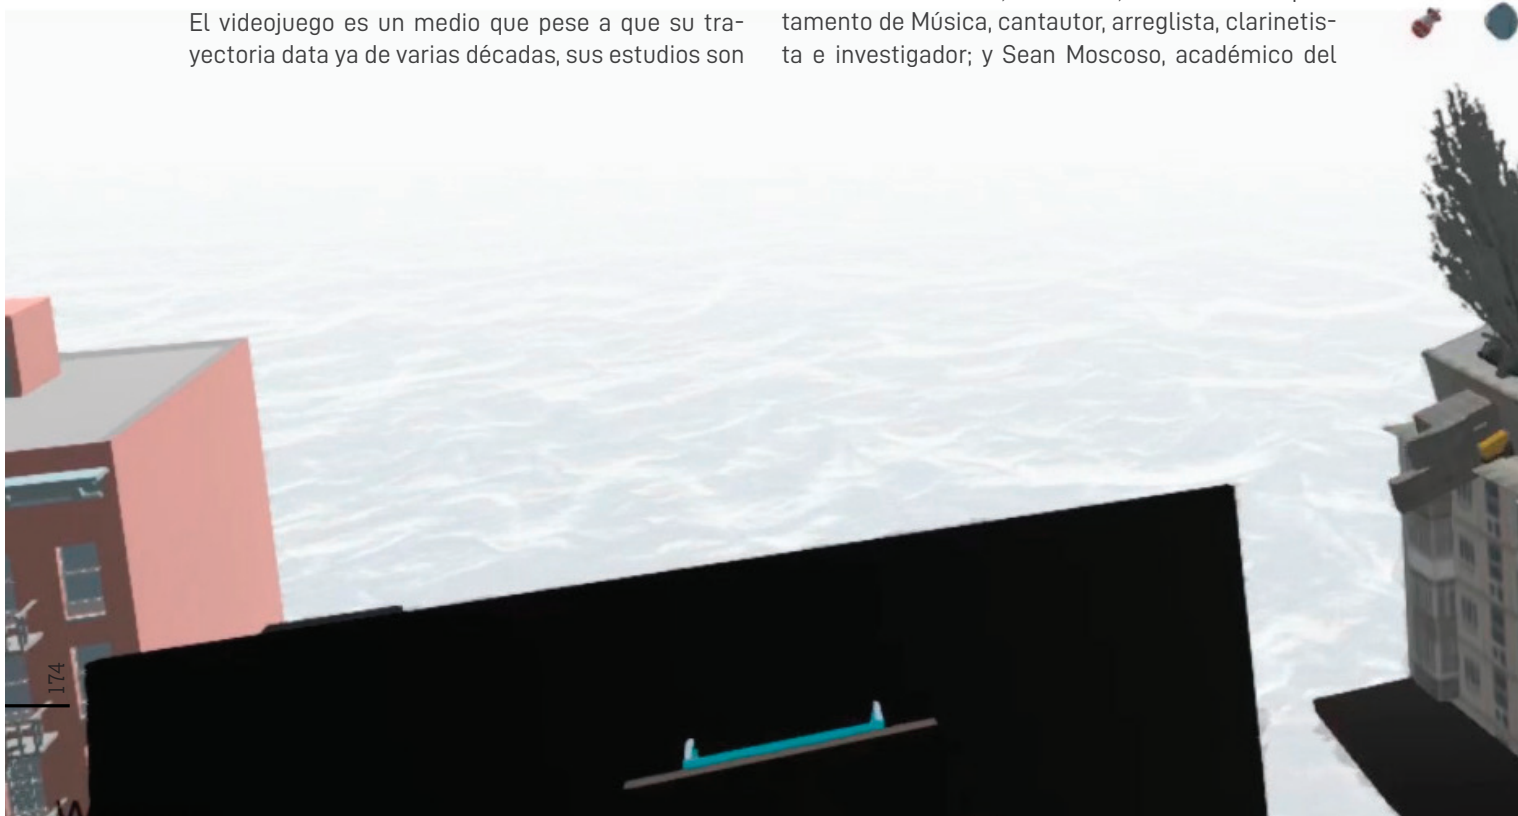 El videojuego es un medio que pese a que su tra-
yectoria data ya de varias décadas, sus estudios son
tamento de Música, cantautor, arreglista, clarinetis-
ta e investigador; y Sean Moscoso, académico del
174